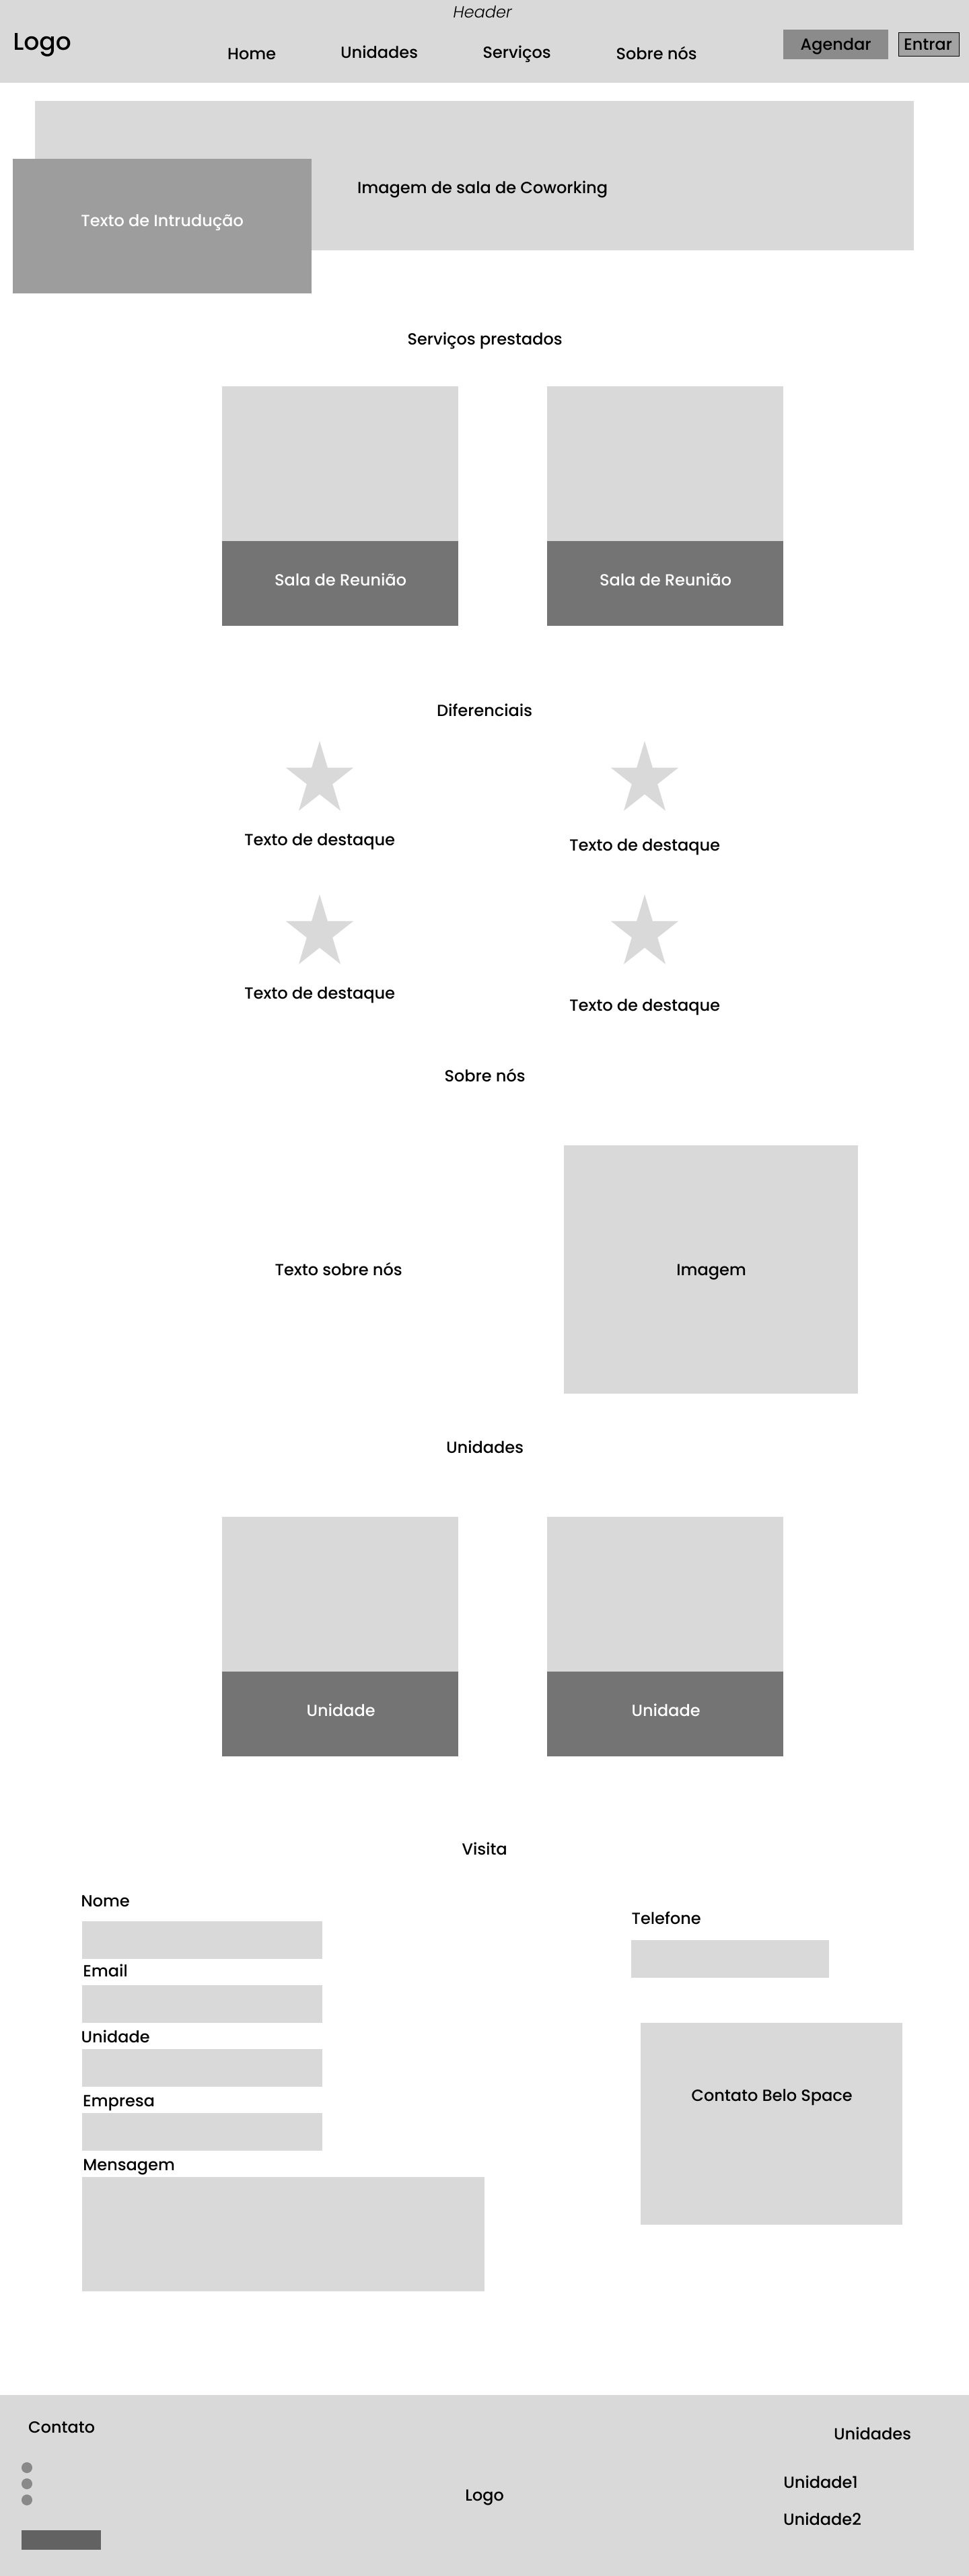 Header
Logo
Home
Unidades
Serviços
Sobre nós
Agendar
Entrar
Imagem de sala de Coworking
Texto de Intrudução
Serviços prestados
Sala de Reunião
Sala de Reunião
Diferenciais
Texto de destaque
Texto de destaque
Texto de destaque
Texto de destaque
Sobre nós
Texto sobre nós
Imagem
Unidades
Unidade
Unidade
Visita
Nome
Email
Unidade
Empresa
Mensagem
Telefone
Contato Belo Space
Contato
Logo
Unidades
Unidade1
Unidade2